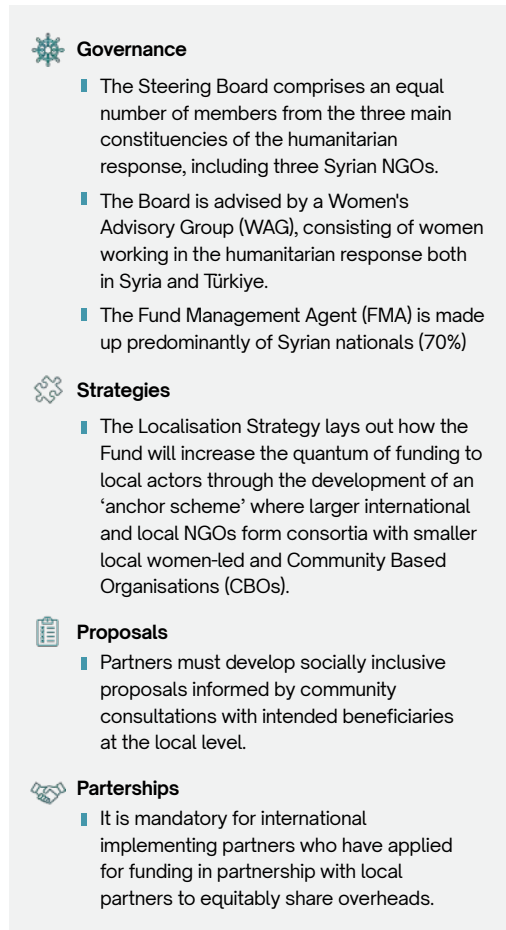 Governance
The Steering Board comprises an equal
number of members from the three main
constituencies of the humanitarian
response, including three Syrian NGOs.
The Board is advised by a Women's
Advisory Group (WAG), consisting of women
working in the humanitarian response both
in Syria and Türkiye.
The Fund Management Agent (FMA) is made
up predominantly of Syrian nationals (70%)
Strategies
The Localisation Strategy lays out how the
Fund will increase the quantum of funding to
local actors through the development of an
‘anchor scheme’ where larger international
and local NGOs form consortia with smaller
local women-led and Community Based
Organisations (CBOs).
Proposals
Partners must develop socially inclusive
proposals informed by community
consultations with intended beneficiaries
at the local level.
Parterships
It is mandatory for international
implementing partners who have applied
for funding in partnership with local
partners to equitably share overheads.